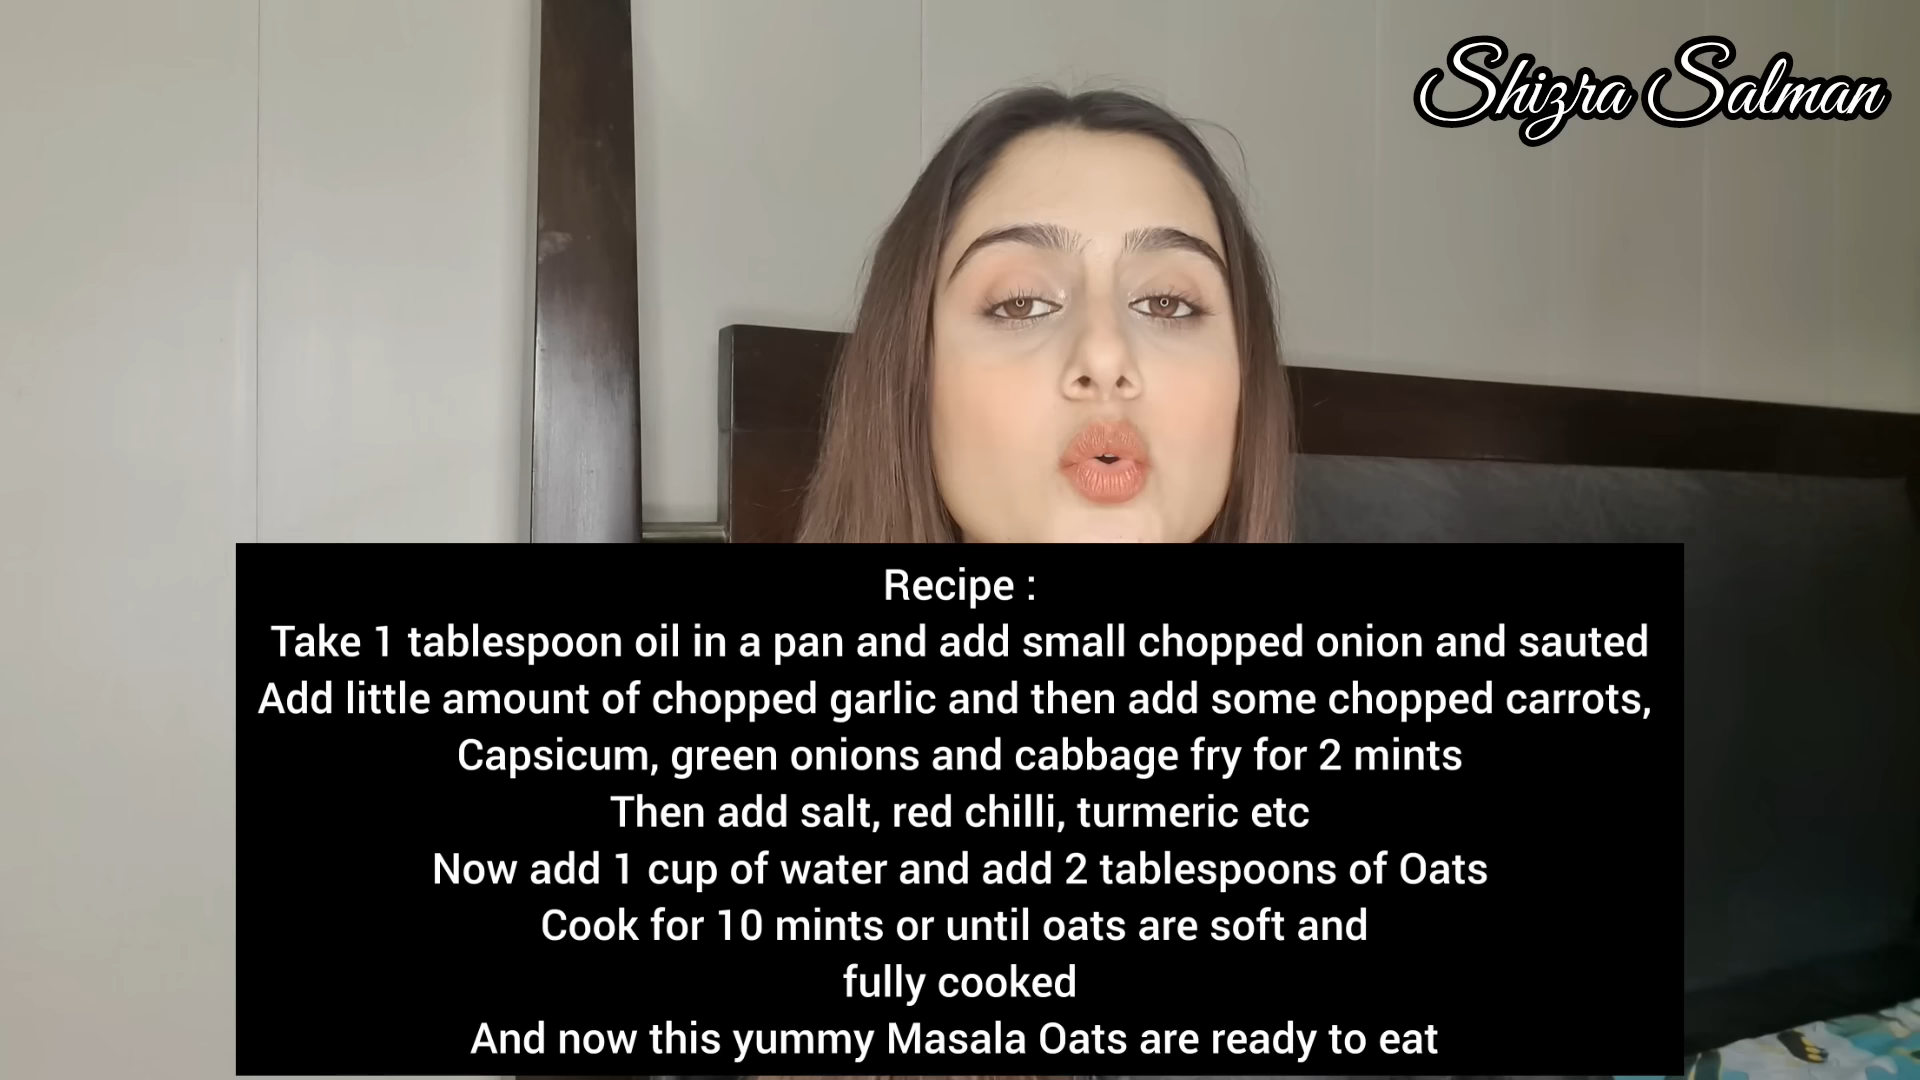 Shizra Salman
Recipe :
Take 1 tablespoon oil in a pan and add small chopped onion and sauted
Add little amount of chopped garlic and then add some chopped carrots,
Capsicum, green onions and cabbage fry for 2 mints
Then add salt, red chilli, turmeric etc
Now add 1 cup of water and add 2 tablespoons of Oats
Cook for 10 mints or until oats are soft and
fully cooked
And now this yummy Masala Oats are ready to eat